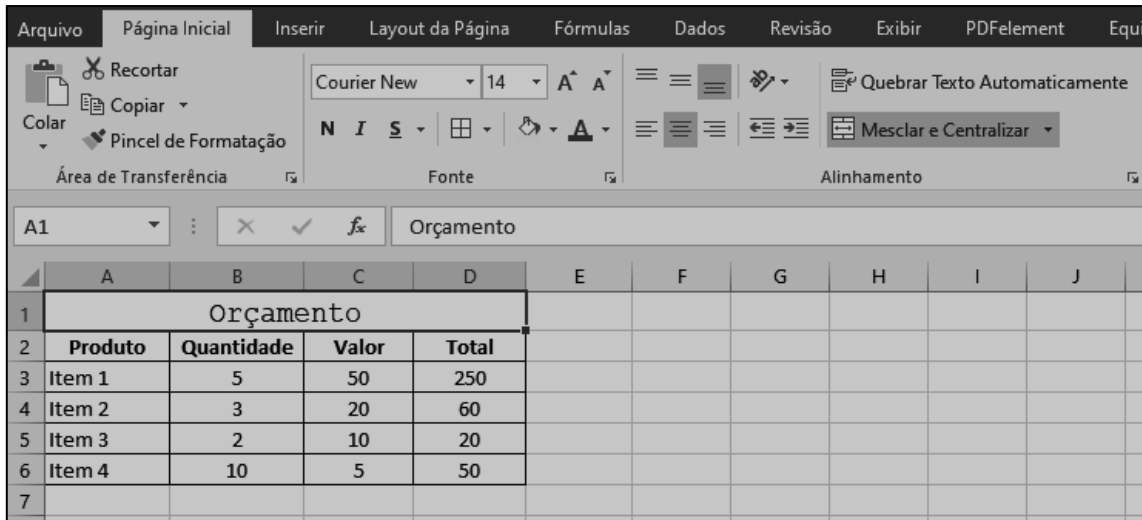 Arquivo Página Inicial Inserir Layout da Página Fórmulas Dados Revisão Exibir PDFelement Equi
Recortar
Copiar
Colar
Pincel de Formatação
Área de Transferência
Courier New 14 A A
N I S A
Fonte
Quebrar Texto Automaticamente
Mesclar e Centralizar
Alinhamento
A1 fx Orçamento
A B C D E F G H I J
1 Orçamento
2 Produto Quantidade Valor Total
3 Item 1 5 50 250
4 Item 2 3 20 60
5 Item 3 2 10 20
6 Item 4 10 5 50
7